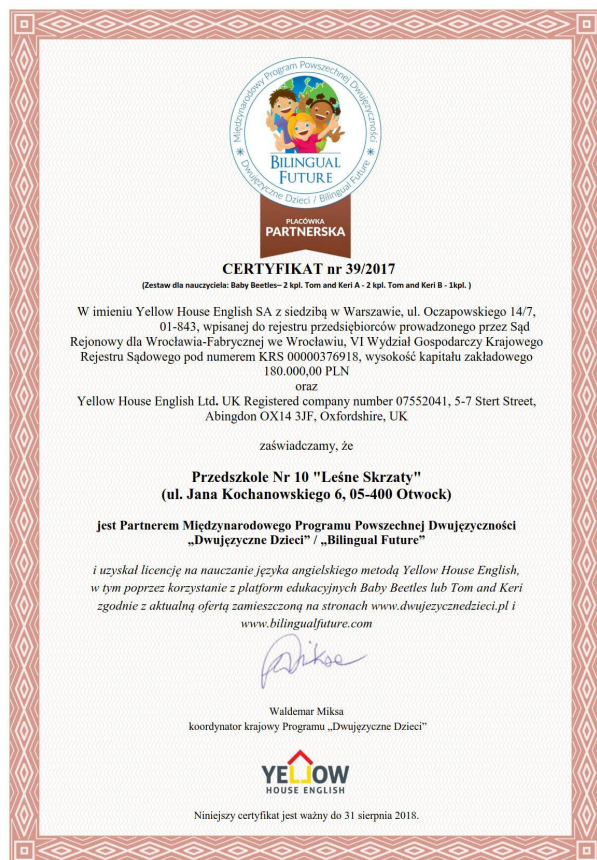 Międzynarodowy Program Powszechnej Dwujęzyczności
BILINGUAL
FUTURE
Dwujęzyczne Dzieci / Bilingual Future
PLACÓWKA
PARTNERSKA
CERTYFIKAT nr 39/2017
(Zestaw dla nauczyciela: Baby Beetles– 2 kpl. Tom and Keri A - 2 kpl. Tom and Keri B - 1kpl. )
W imieniu Yellow House English SA z siedzibą w Warszawie, ul. Oczapowskiego 14/7,
01-843, wpisanej do rejestru przedsiębiorców prowadzonego przez Sąd
Rejonowy dla Wrocławia-Fabrycznej we Wrocławiu, VI Wydział Gospodarczy Krajowego
Rejestru Sądowego pod numerem KRS 00000376918, wysokość kapitału zakładowego
180.000,00 PLN
oraz
Yellow House English Ltd. UK Registered company number 07552041, 5-7 Stert Street,
Abingdon OX14 3JF, Oxfordshire, UK
zaświadczamy, że
Przedszkole Nr 10 "Leśne Skrzaty"
(ul. Jana Kochanowskiego 6, 05-400 Otwock)
jest Partnerem Międzynarodowego Programu Powszechnej Dwujęzyczności
„Dwujęzyczne Dzieci” / „Bilingual Future”
i uzyskał licencję na nauczanie języka angielskiego metodą Yellow House English,
w tym poprzez korzystanie z platform edukacyjnych Baby Beetles lub Tom and Keri
zgodnie z aktualną ofertą zamieszczoną na stronach www.dwujezycznedzieci.pl i
www.bilingualfuture.com
Waldemar Miksa
koordynator krajowy Programu „Dwujęzyczne Dzieci”
YELLOW
HOUSE ENGLISH
Niniejszy certyfikat jest ważny do 31 sierpnia 2018.